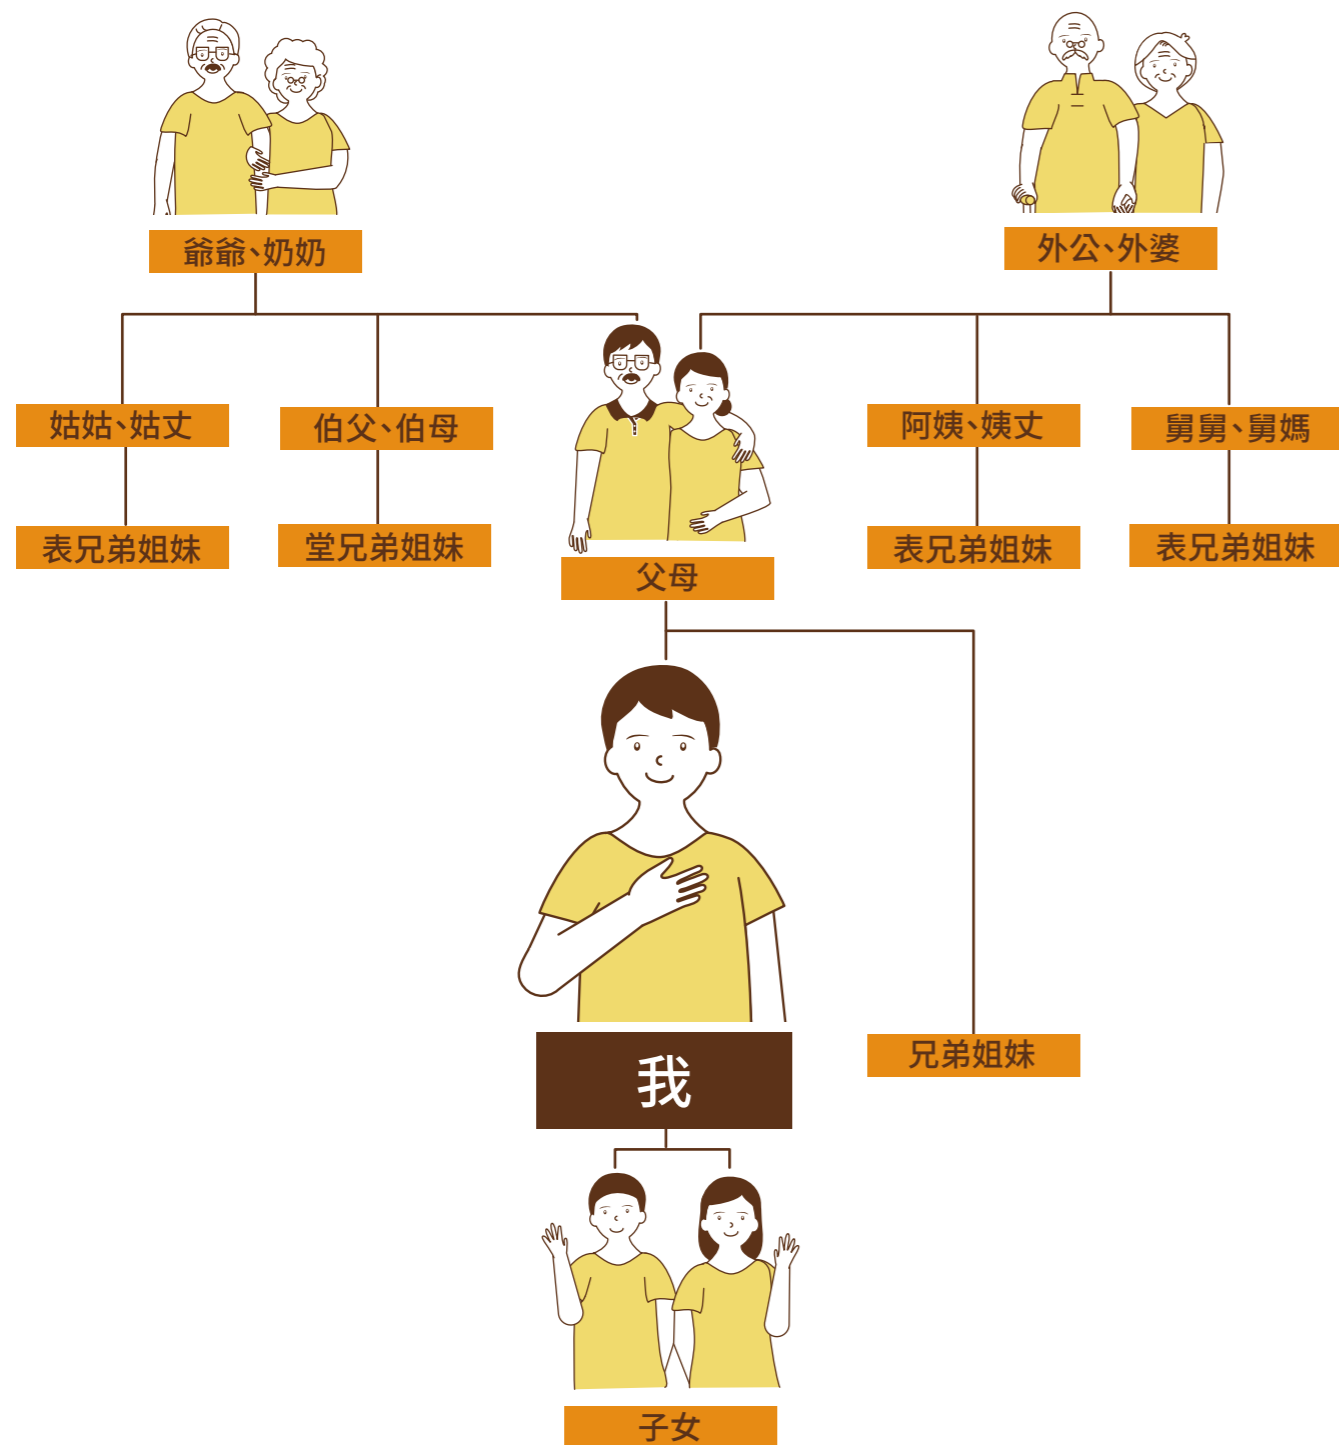 爺爺、奶奶
外公、外婆
姑姑、姑丈
伯父、伯母
阿姨、姨丈
舅舅、舅媽
表兄弟姐妹
堂兄弟姐妹
表兄弟姐妹
表兄弟姐妹
父母
我
兄弟姐妹
子女